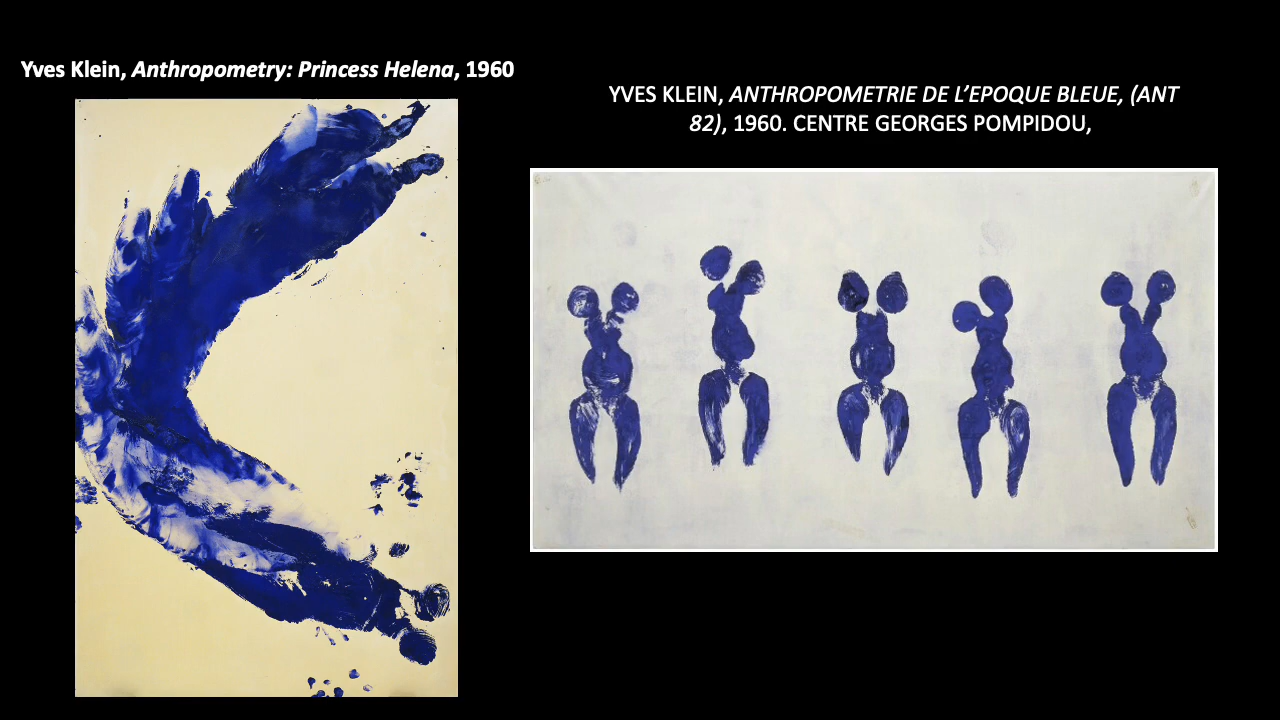 Yves Klein, Anthropometry: Princess Helena, 1960
YVES KLEIN, ANTHROPOMETRIE DE L’EPOQUE BLEUE, (ANT
82), 1960. CENTRE GEORGES POMPIDOU,